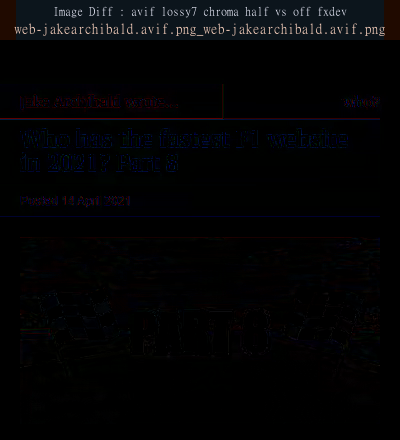 Image Diff : avif lossy7 chroma half vs off fxdev
web-jakearchibald.avif.png_web-jakearchibald.avif.png
Jake Archibald wrote...
Who has the fastest F1 website
in 2021? Part 8
Posted 14 April 2021